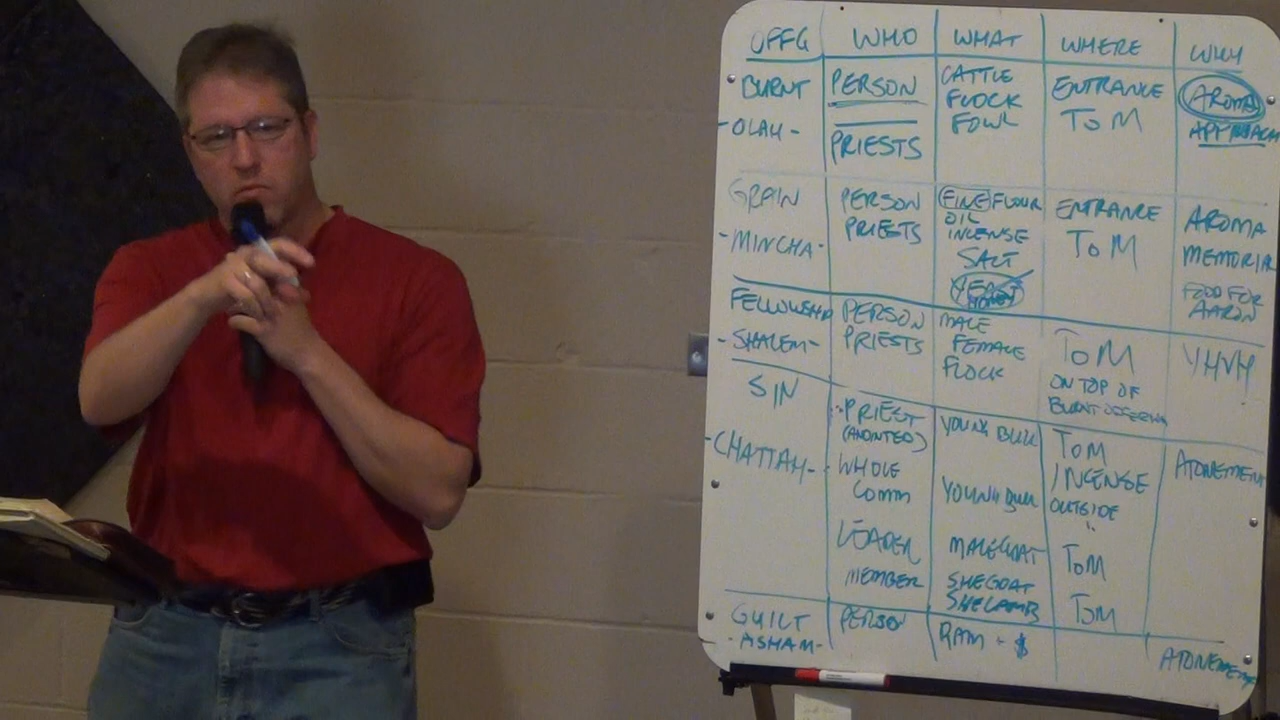 OFFG WHO WHAT WHERE WHY
BURNT PERSON CATTLE ENTRANCE AROMA
-OLAH- PRIESTS FLOCK FOWL ToM APPROACH
GRAIN PERSON FINE FLOUR ENTRANCE AROMA
-MINCHA- PRIESTS OIL ToM MEMORIAL
INCENSE
SALT FOOD FOR
YEAST AARON
HONEY
FELLOWSHIP PERSON MALE ToM YHVH
-SHALEM- PRIESTS FEMALE ON TOP OF
FLOCK BURNT OFFERING
SIN PRIEST YOUNG BULL ToM ATONEMENT
-CHATTAH- (ANOINTED) INCENSE
WHOLE YOUNG BULL OUTSIDE
COMM "
LEADER MALE GOAT ToM
MEMBER SHE GOAT ToM
SHE LAMB
GUILT PERSON RAM + $ ATONEMENT
-ASHAM-